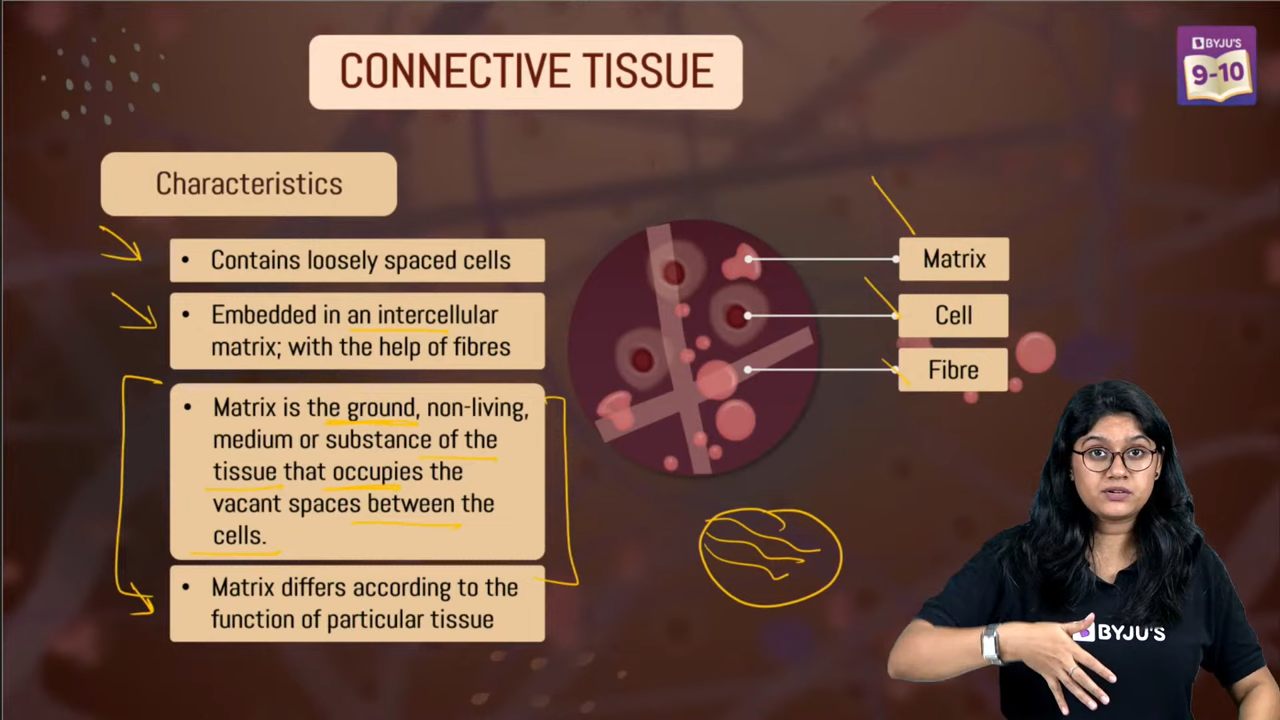 CONNECTIVE TISSUE
BYJU'S
9-10
Characteristics
• Contains loosely spaced cells
• Embedded in an intercellular
matrix; with the help of fibres
• Matrix is the ground, non-living,
medium or substance of the
tissue that occupies the
vacant spaces between the
cells.
• Matrix differs according to the
function of particular tissue
Matrix
Cell
Fibre
BYJU'S